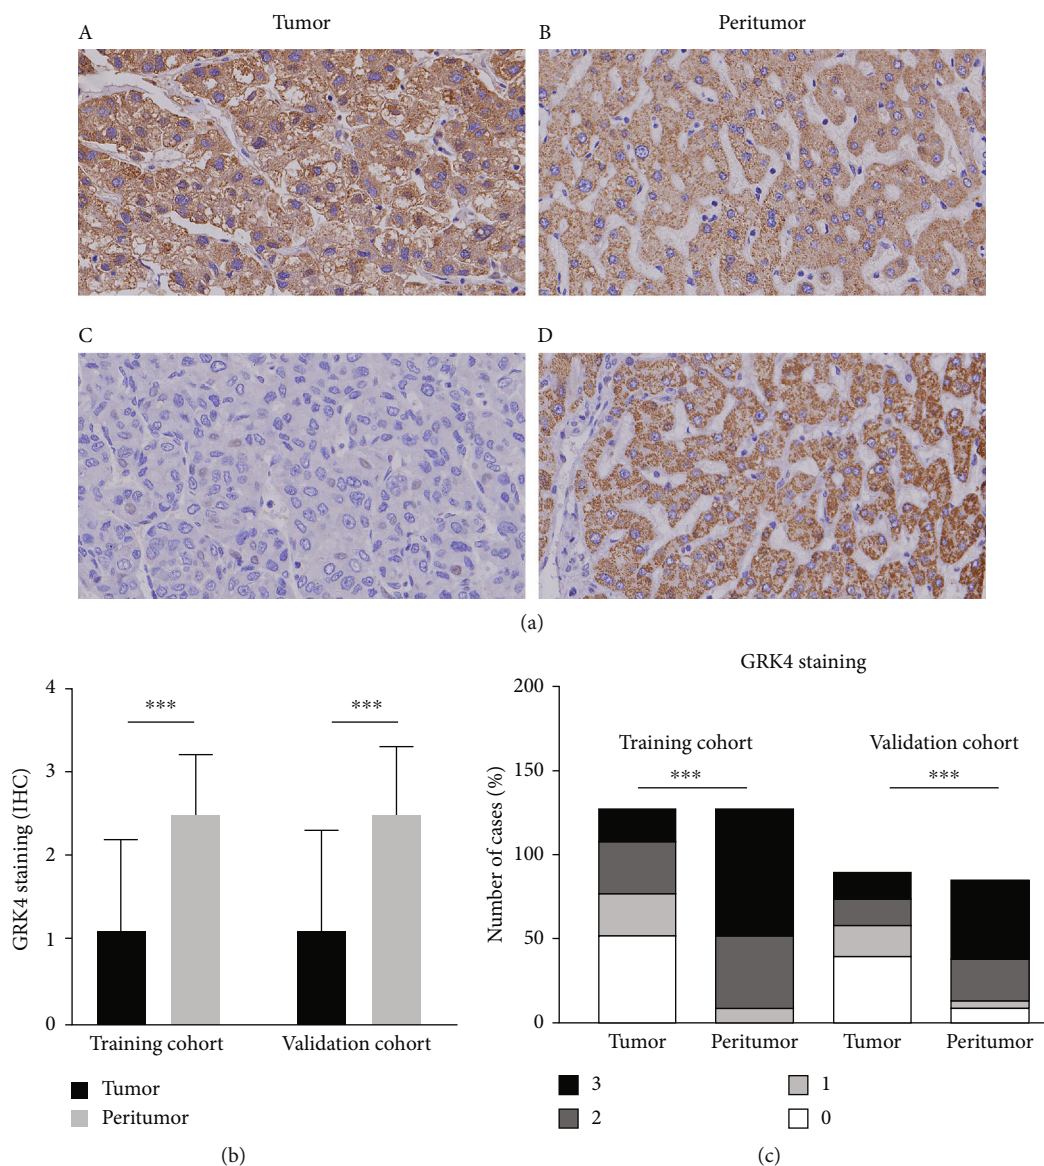 Tumor
Peritumor
A
B
C
D
(a)
4
3
2
1
0
GRK4 staining (IHC)
***
***
Training cohort
Validation cohort
Tumor
Peritumor
(b)
GRK4 staining
200
150
100
50
0
Number of cases (%)
Training cohort
Validation cohort
***
***
Tumor
Peritumor
Tumor
Peritumor
3
1
2
0
(c)